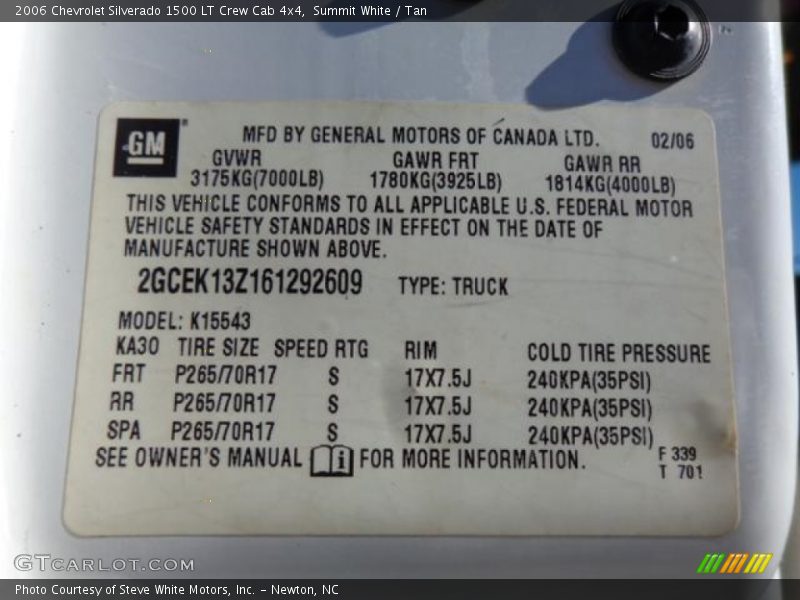 2006 Chevrolet Silverado 1500 LT Crew Cab 4x4, Summit White / Tan
GM
MFD BY GENERAL MOTORS OF CANADA LTD. 02/06
GVWR GAWR FRT GAWR RR
3175KG(7000LB) 1780KG(3925LB) 1814KG(4000LB)
THIS VEHICLE CONFORMS TO ALL APPLICABLE U.S. FEDERAL MOTOR
VEHICLE SAFETY STANDARDS IN EFFECT ON THE DATE OF
MANUFACTURE SHOWN ABOVE.
2GCEK13Z161292609 TYPE: TRUCK
MODEL: K15543
KA30 TIRE SIZE SPEED RTG RIM COLD TIRE PRESSURE
FRT P265/70R17 S 17X7.5J 240KPA(35PSI)
RR P265/70R17 S 17X7.5J 240KPA(35PSI)
SPA P265/70R17 S 17X7.5J 240KPA(35PSI)
SEE OWNER'S MANUAL i FOR MORE INFORMATION.
F 339
T 701
GTCarLot.com
Photo Courtesy of Steve White Motors, Inc. - Newton, NC